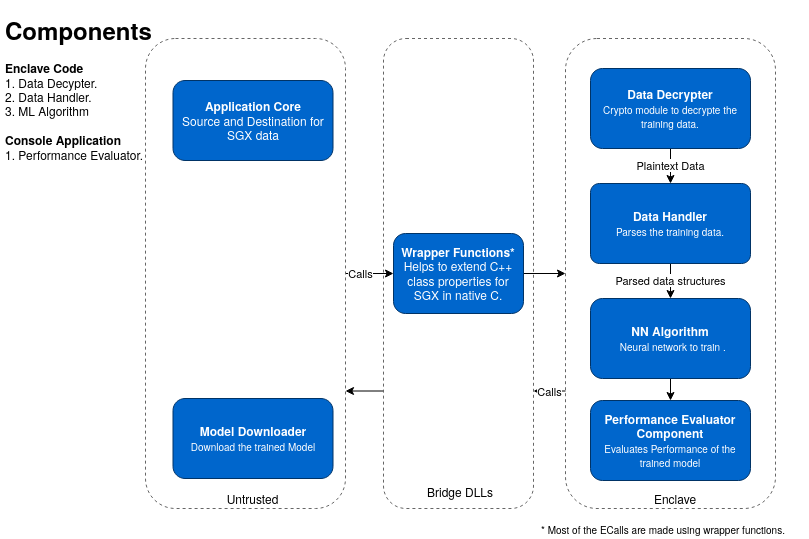 Components
Enclave Code
1. Data Decypter.
2. Data Handler.
3. ML Algorithm
Console Application
1. Performance Evaluator.
Application Core
Source and Destination for
SGX data
Model Downloader
Download the trained Model
Untrusted
Calls
Wrapper Functions*
Helps to extend C++
class properties for
SGX in native C.
Bridge DLLs
Calls
Data Decrypter
Crypto module to decrypte the
training data.
Plaintext Data
Data Handler
Parses the training data.
Parsed data structures
NN Algorithm
Neural network to train .
Performance Evaluator
Component
Evaluates Performance of the
trained model
Enclave
* Most of the ECalls are made using wrapper functions.